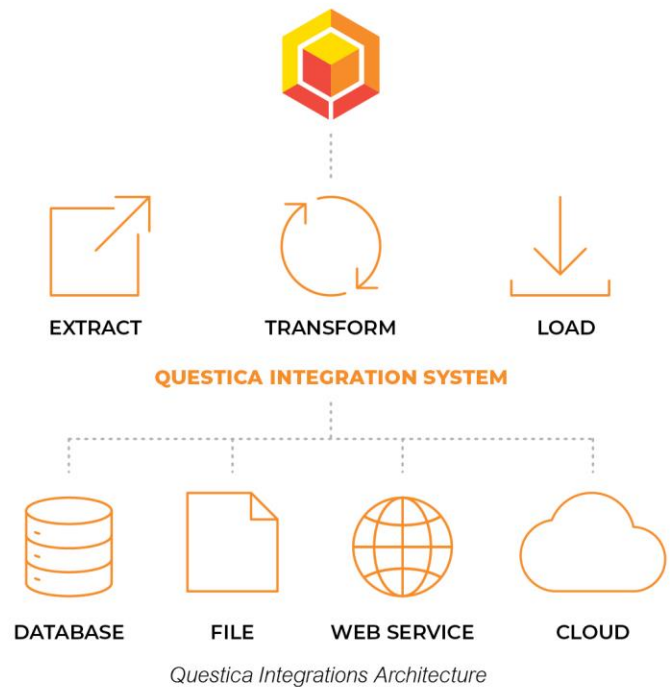 EXTRACT TRANSFORM LOAD
QUESTICA INTEGRATION SYSTEM
DATABASE FILE WEB SERVICE CLOUD
Questica Integrations Architecture